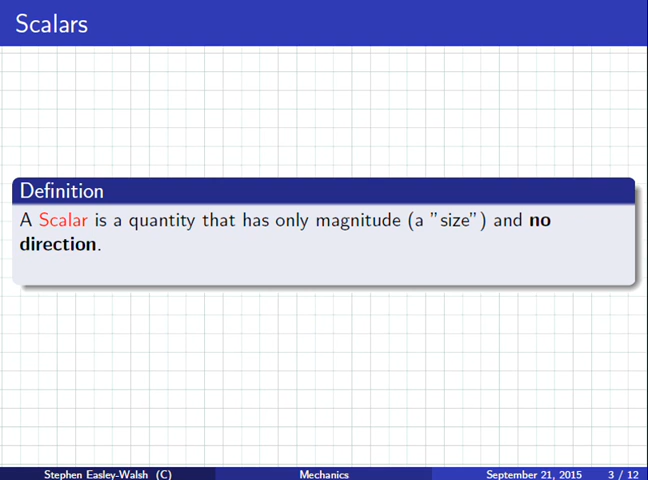 Scalars
Definition
A Scalar is a quantity that has only magnitude (a ”size”) and no
direction.
Stephen Easley-Walsh (C) Mechanics September 21, 2015 3 / 12